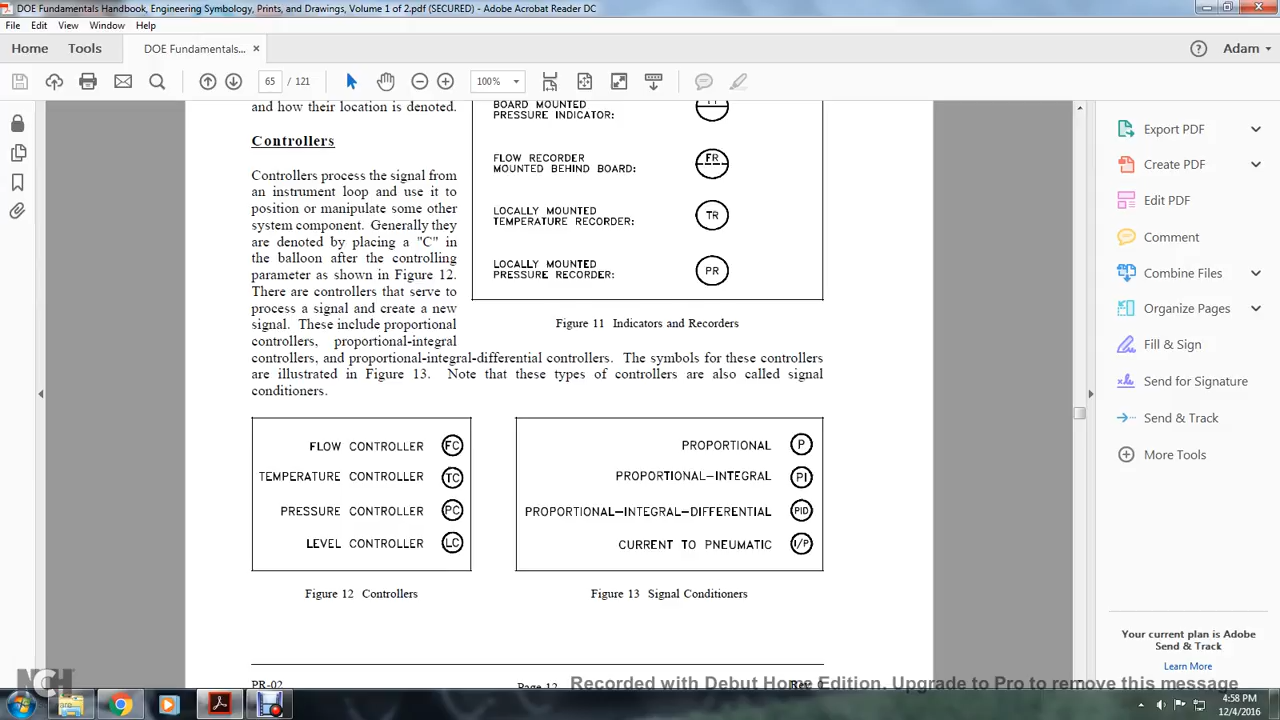 DOE Fundamentals Handbook, Engineering Symbology, Prints, and Drawings, Volume 1 of 2.pdf (SECURED) - Adobe Acrobat Reader DC
File Edit View Window Help
Home Tools DOE Fundamentals... × Adam
65 / 121 100%
and how their location is denoted.
Controllers
Controllers process the signal from
an instrument loop and use it to
position or manipulate some other
system component. Generally they
are denoted by placing a "C" in
the balloon after the controlling
parameter as shown in Figure 12.
There are controllers that serve to
process a signal and create a new
signal. These include proportional
controllers, proportional-integral
controllers, and proportional-integral-differential controllers. The symbols for these controllers
are illustrated in Figure 13. Note that these types of controllers are also called signal
conditioners.
BOARD MOUNTED
PRESSURE INDICATOR:
FLOW RECORDER
MOUNTED BEHIND BOARD: FR
LOCALLY MOUNTED
TEMPERATURE RECORDER: TR
LOCALLY MOUNTED
PRESSURE RECORDER: PR
Figure 11 Indicators and Recorders
FLOW CONTROLLER FC
TEMPERATURE CONTROLLER TC
PRESSURE CONTROLLER PC
LEVEL CONTROLLER LC
Figure 12 Controllers
PROPORTIONAL P
PROPORTIONAL-INTEGRAL PI
PROPORTIONAL-INTEGRAL-DIFFERENTIAL PID
CURRENT TO PNEUMATIC I/P
Figure 13 Signal Conditioners
PR-02 Page 12 Rev. 0
Export PDF
Create PDF
Edit PDF
Comment
Combine Files
Organize Pages
Fill & Sign
Send for Signature
Send & Track
More Tools
Your current plan is Adobe
Send & Track
Learn More
Recorded with Debut Home Edition. Upgrade to Pro to remove this message
NCH
4:58 PM
12/4/2016